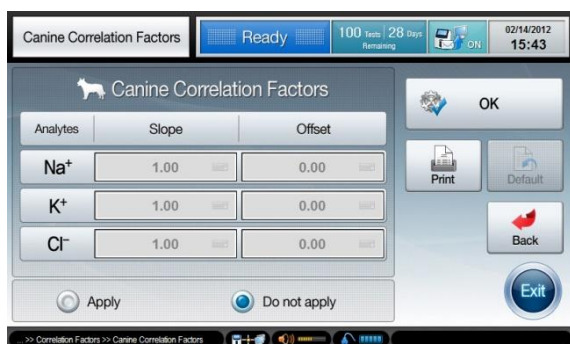 Canine Correlation Factors
Ready
100 Tests 28 Days
Remaining
ON
02/14/2012
15:43
Canine Correlation Factors
Analytes Slope Offset
Na⁺ 1.00 0.00
K⁺ 1.00 0.00
Cl⁻ 1.00 0.00
Apply Do not apply
OK
Print Default
Back
Exit
... >> Correlation Factors >> Canine Correlation Factors